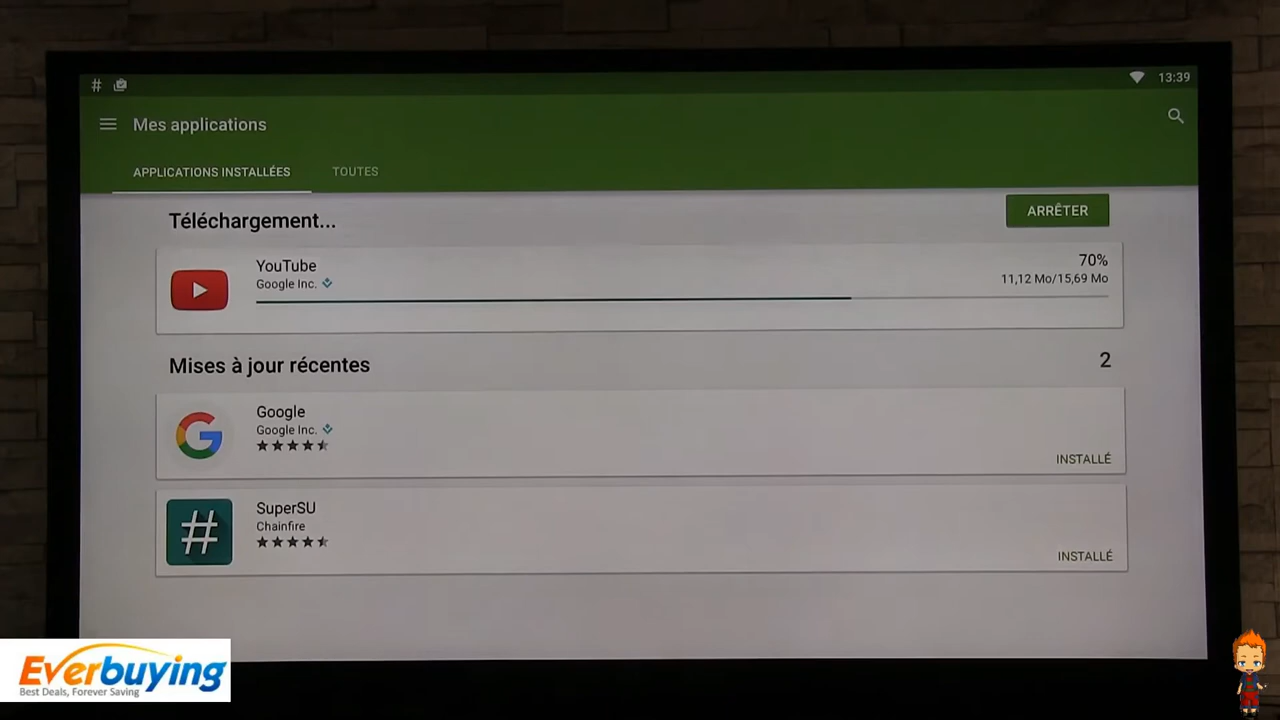 13:39
Mes applications
APPLICATIONS INSTALLÉES TOUTES
Téléchargement...
ARRÊTER
YouTube
70%
Google Inc.
11,12 Mo/15,69 Mo
Mises à jour récentes
2
Google
Google Inc.
INSTALLÉ
#
SuperSU
Chainfire
INSTALLÉ
Everbuying
Best Deals, Forever Saving